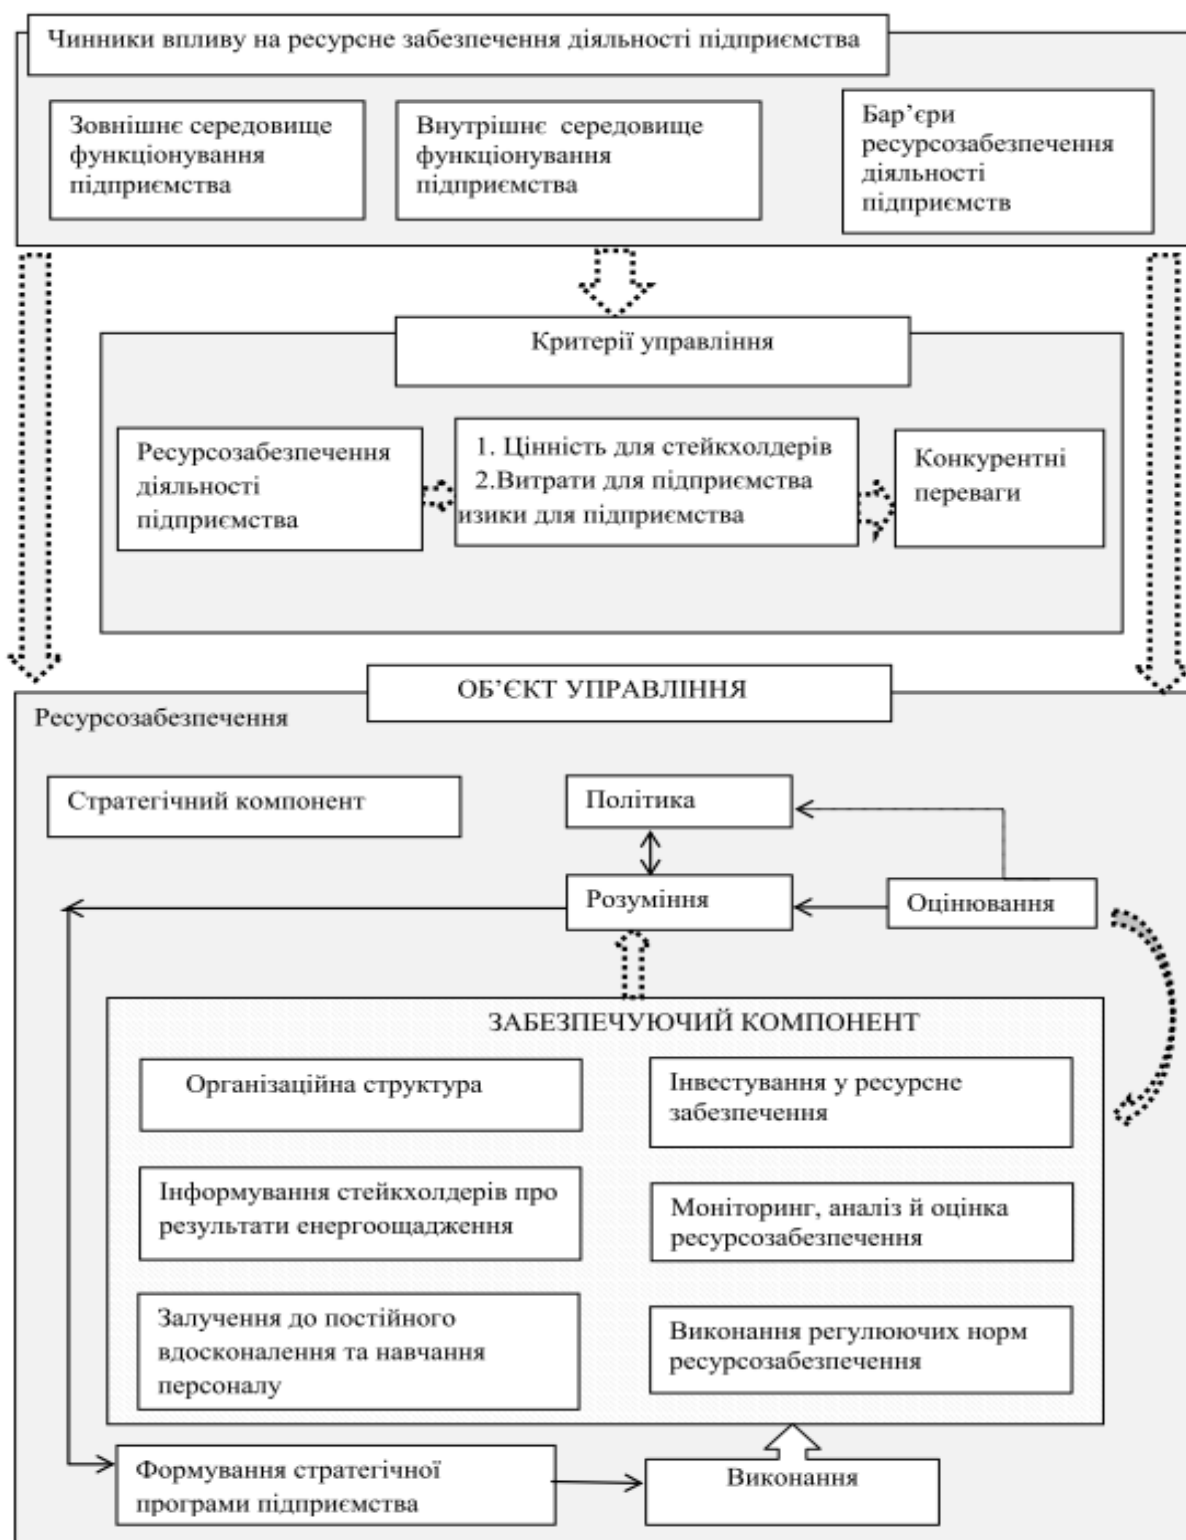 Чинники впливу на ресурсне забезпечення діяльності підприємства
Зовнішнє середовище
функціонування
підприємства
Внутрішнє середовище
функціонування
підприємства
Бар’єри
ресурсозабезпечення
діяльності
підприємств
Критерії управління
Ресурсозабезпечення
діяльності
підприємства
1. Цінність для стейкхолдерів
2.Витрати для підприємства
изики для підприємства
Конкурентні
переваги
ОБ’ЄКТ УПРАВЛІННЯ
Ресурсозабезпечення
Стратегічний компонент
Політика
Розуміння
Оцінювання
ЗАБЕЗПЕЧУЮЧИЙ КОМПОНЕНТ
Організаційна структура
Інвестування у ресурсне
забезпечення
Інформування стейкхолдерів про
результати енергоощадження
Моніторинг, аналіз й оцінка
ресурсозабезпечення
Залучення до постійного
вдосконалення та навчання
персоналу
Виконання регулюючих норм
ресурсозабезпечення
Формування стратегічної
програми підприємства
Виконання